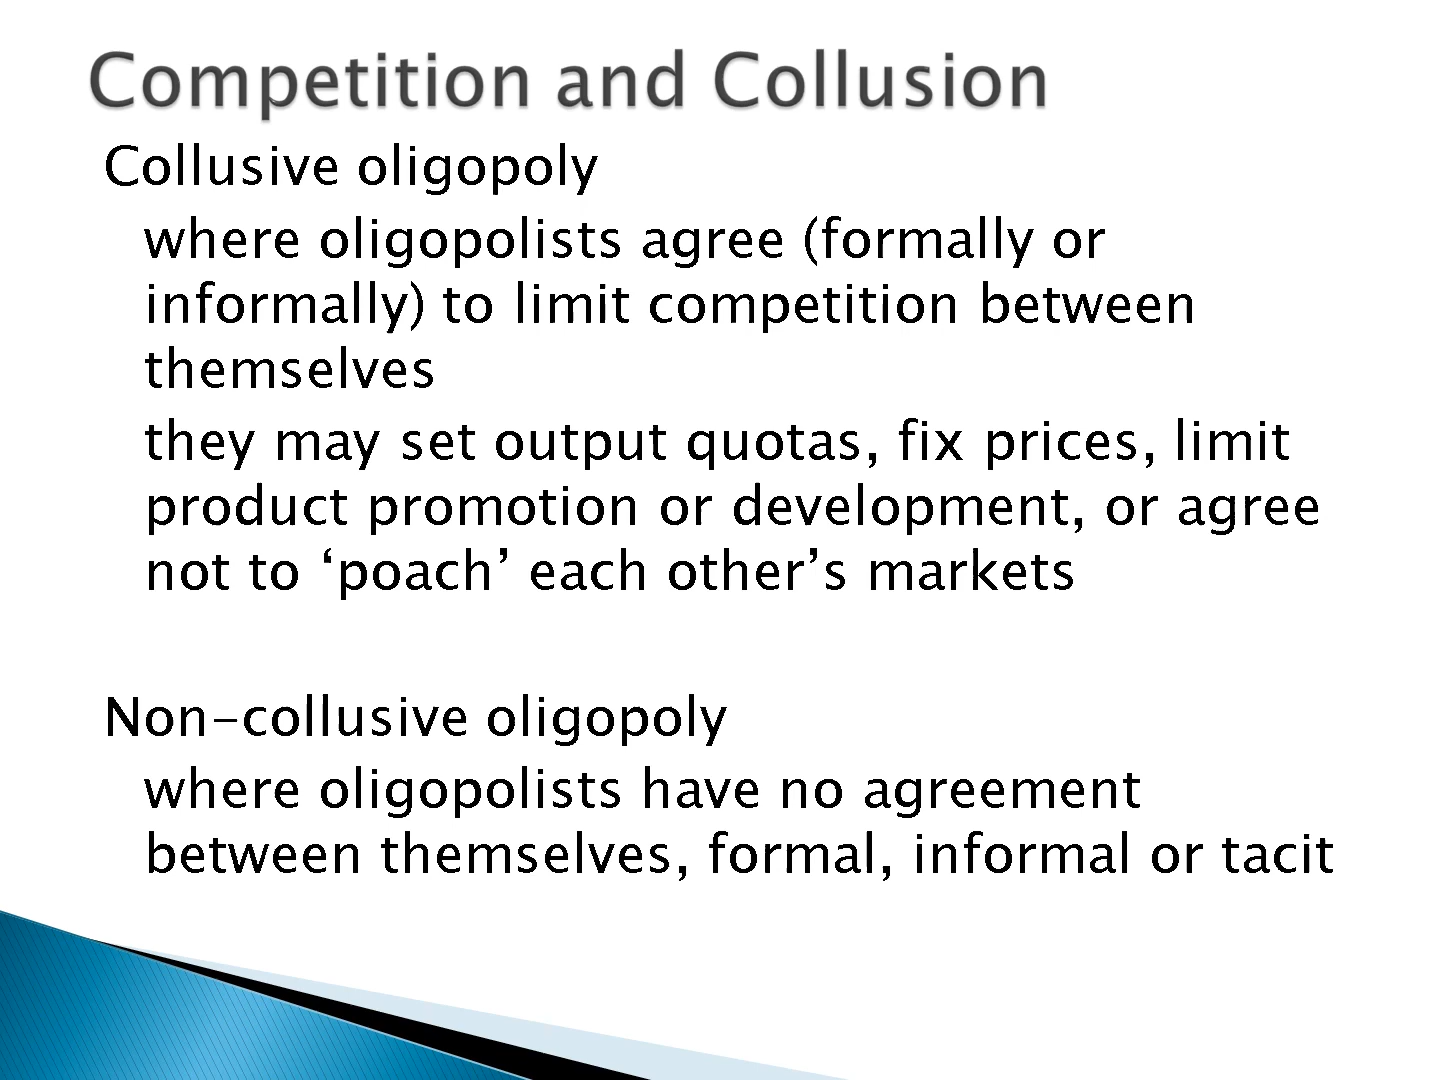 Competition and Collusion
Collusive oligopoly
where oligopolists agree (formally or
informally) to limit competition between
themselves
they may set output quotas, fix prices, limit
product promotion or development, or agree
not to ‘poach’ each other’s markets
Non-collusive oligopoly
where oligopolists have no agreement
between themselves, formal, informal or tacit